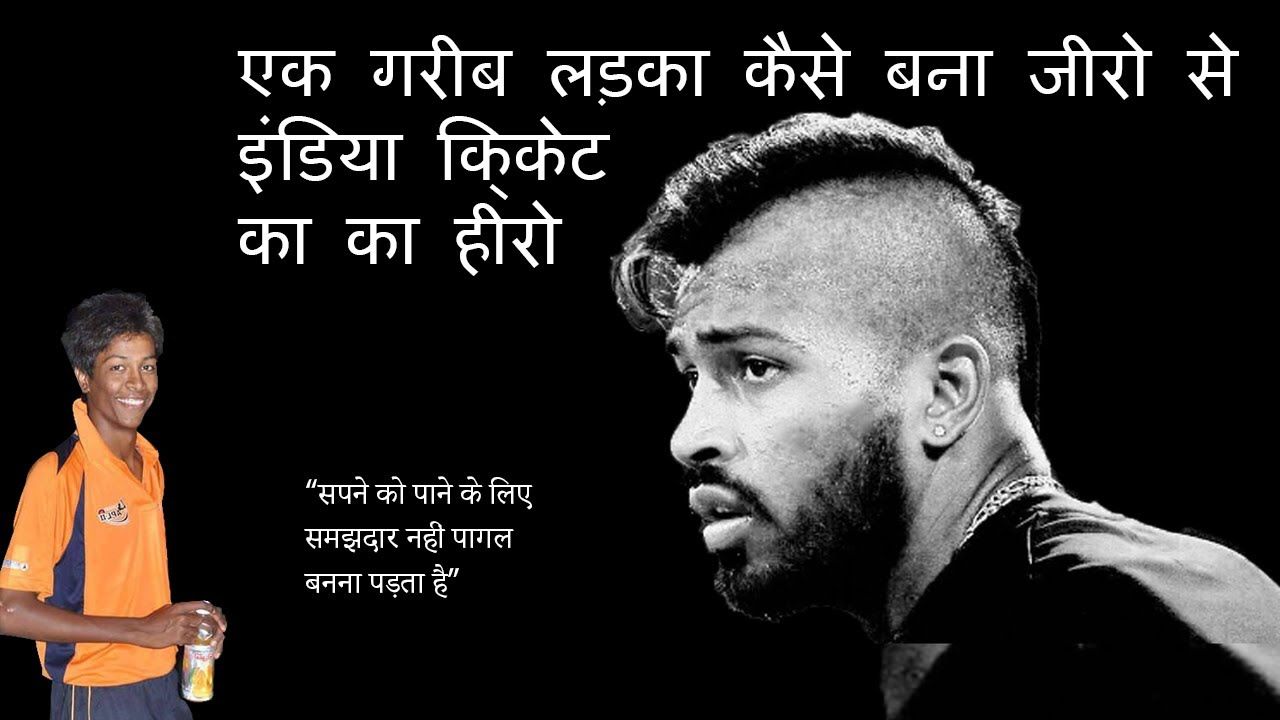 एक गरीब लड़का कैसे बना जीरो से
इंडिया क्रिकेट
का का हीरो
“सपने को पाने के लिए
समझदार नही पागल
बनना पड़ता है”